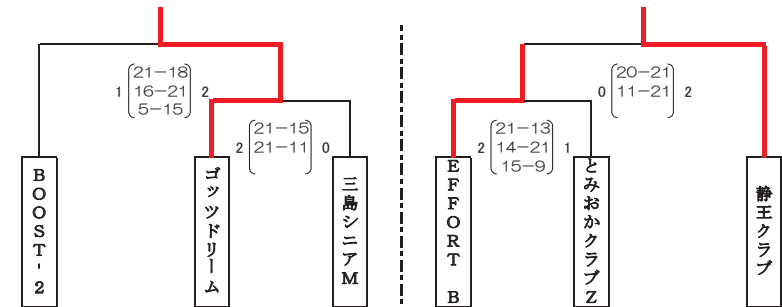 1 21-18 2
16-21
5-15
2 21-15 0
21-11
0 20-21 2
11-21
2 21-13 1
14-21
15-9
BOOST-2
ゴッツドリーム
三島シニアM
EFFORT B
とみおかクラブZ
静王クラブ